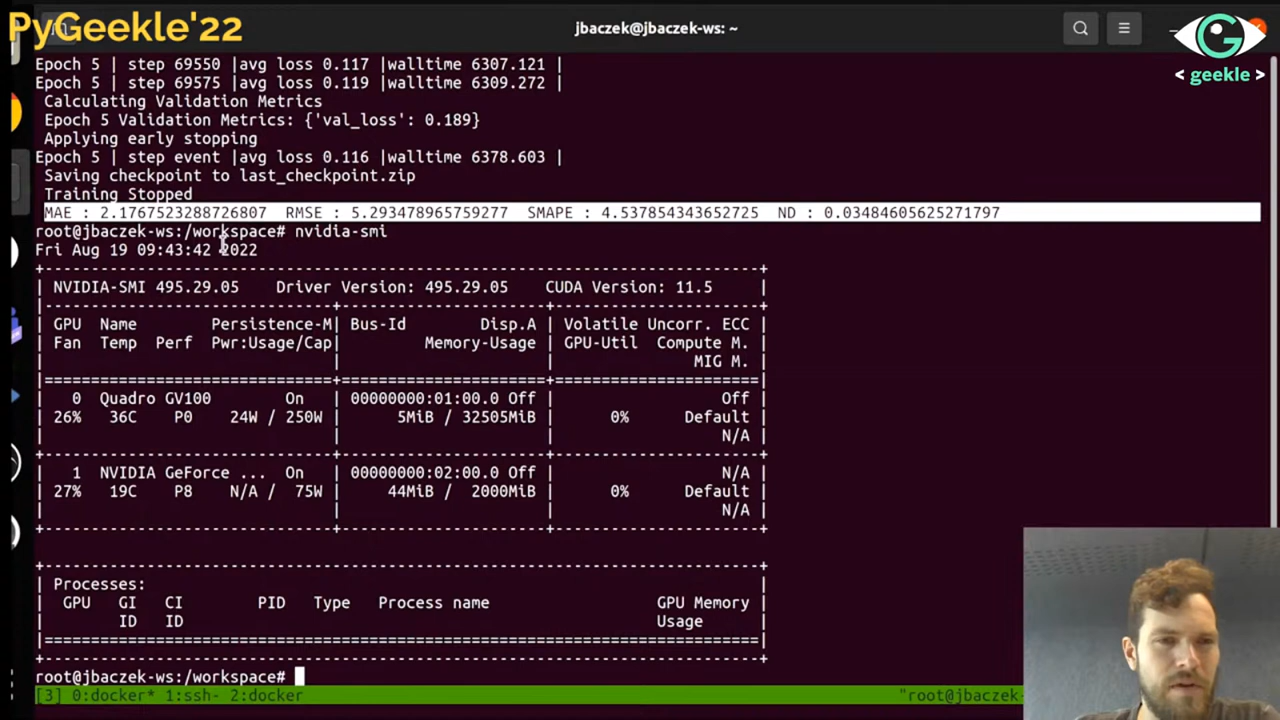 PyGeekle'22
jbaczek@jbaczek-ws: ~
< geekle >
Epoch 5 | step 69550 |avg loss 0.117 |walltime 6307.121 |
Epoch 5 | step 69575 |avg loss 0.119 |walltime 6309.272 |
Calculating Validation Metrics
Epoch 5 Validation Metrics: {'val_loss': 0.189}
Applying early stopping
Epoch 5 | step event |avg loss 0.116 |walltime 6378.603 |
Saving checkpoint to last_checkpoint.zip
Training Stopped
MAE : 2.1767523288726807 RMSE : 5.293478965759277 SMAPE : 4.537854343652725 ND : 0.03484605625271797
root@jbaczek-ws:/workspace# nvidia-smi
Fri Aug 19 09:43:42 2022
NVIDIA-SMI 495.29.05 Driver Version: 495.29.05 CUDA Version: 11.5
GPU Name Persistence-M| Bus-Id Disp.A | Volatile Uncorr. ECC
Fan Temp Perf Pwr:Usage/Cap| Memory-Usage | GPU-Util Compute M.
MIG M.
0 Quadro GV100 On | 00000000:01:00.0 Off | Off
26% 36C P0 24W / 250W | 5MiB / 32505MiB | 0% Default
N/A
1 NVIDIA GeForce ... On | 00000000:02:00.0 Off | N/A
27% 19C P8 N/A / 75W | 44MiB / 2000MiB | 0% Default
N/A
Processes:
GPU GI CI PID Type Process name GPU Memory
ID ID Usage
root@jbaczek-ws:/workspace#
[3] 0:docker* 1:ssh- 2:docker "root@jbaczek-